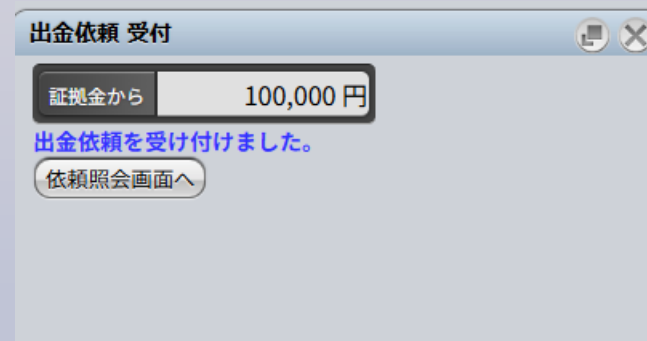 出金依頼 受付
証拠金から 100,000 円
出金依頼を受け付けました。
依頼照会画面へ